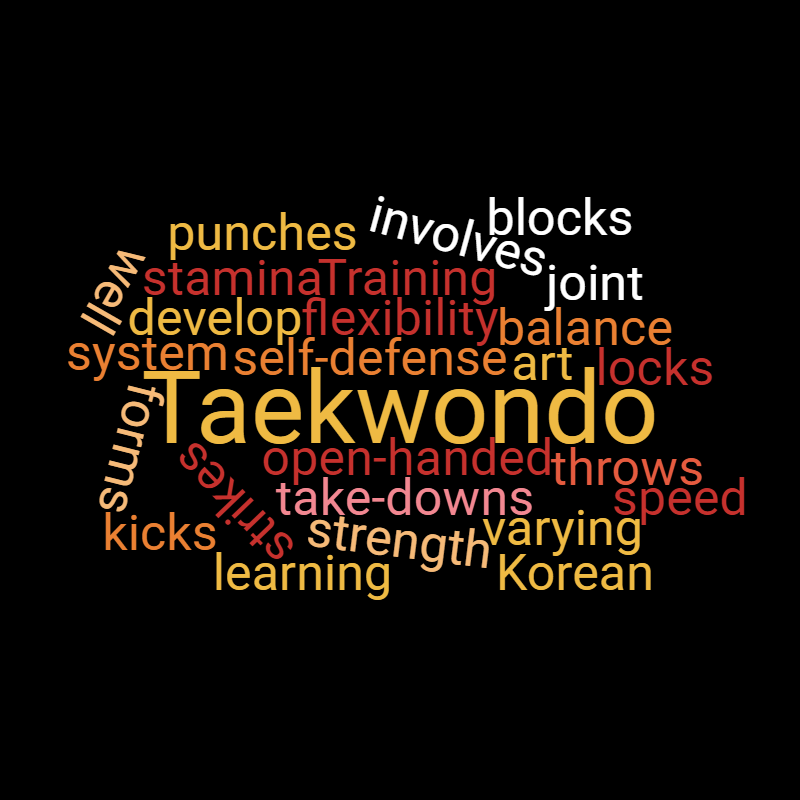 involves blocks
punches
well staminaTraining joint
develop flexibility balance
system self-defense art locks
Taekwondo
forms
strikes open-handed throws
take-downs speed
kicks strength varying
learning Korean